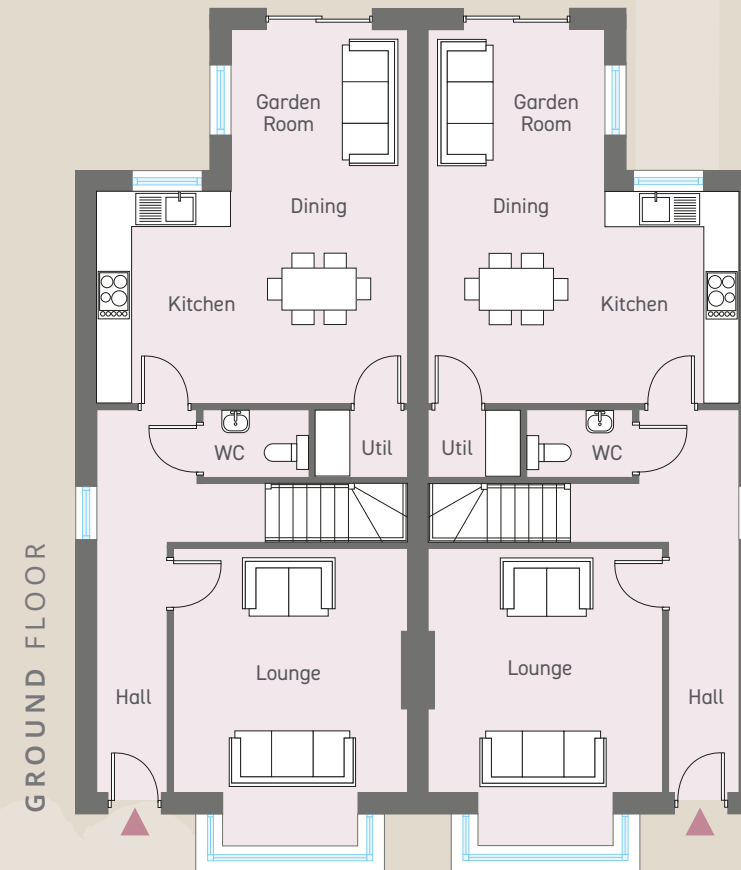 Garden
Room
Garden
Room
Dining
Dining
Kitchen
Kitchen
WC
Util
Util
WC
Lounge
Lounge
Hall
Hall
GROUND FLOOR